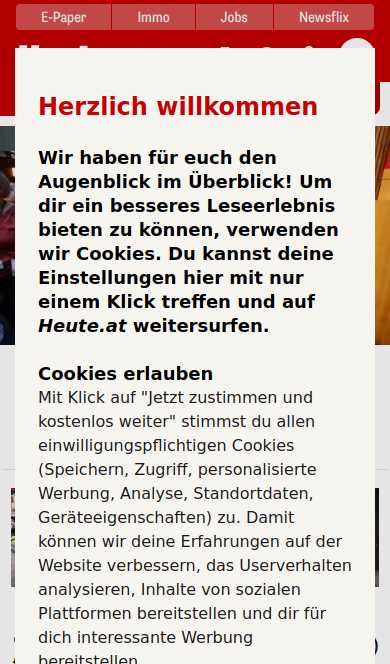 E-Paper
Immo
Jobs
Newsflix
Herzlich willkommen
Wir haben für euch den
Augenblick im Überblick! Um
dir ein besseres Leseerlebnis
bieten zu können, verwenden
wir Cookies. Du kannst deine
Einstellungen hier mit nur
einem Klick treffen und auf
Heute.at weitersurfen.
Cookies erlauben
Mit Klick auf "Jetzt zustimmen und
kostenlos weiter" stimmst du allen
einwilligungspflichtigen Cookies
(Speichern, Zugriff, personalisierte
Werbung, Analyse, Standortdaten,
Geräteeigenschaften) zu. Damit
können wir deine Erfahrungen auf der
Website verbessern, das Userverhalten
analysieren, Inhalte von sozialen
Plattformen bereitstellen und dir für
dich interessante Werbung
bereitstellen